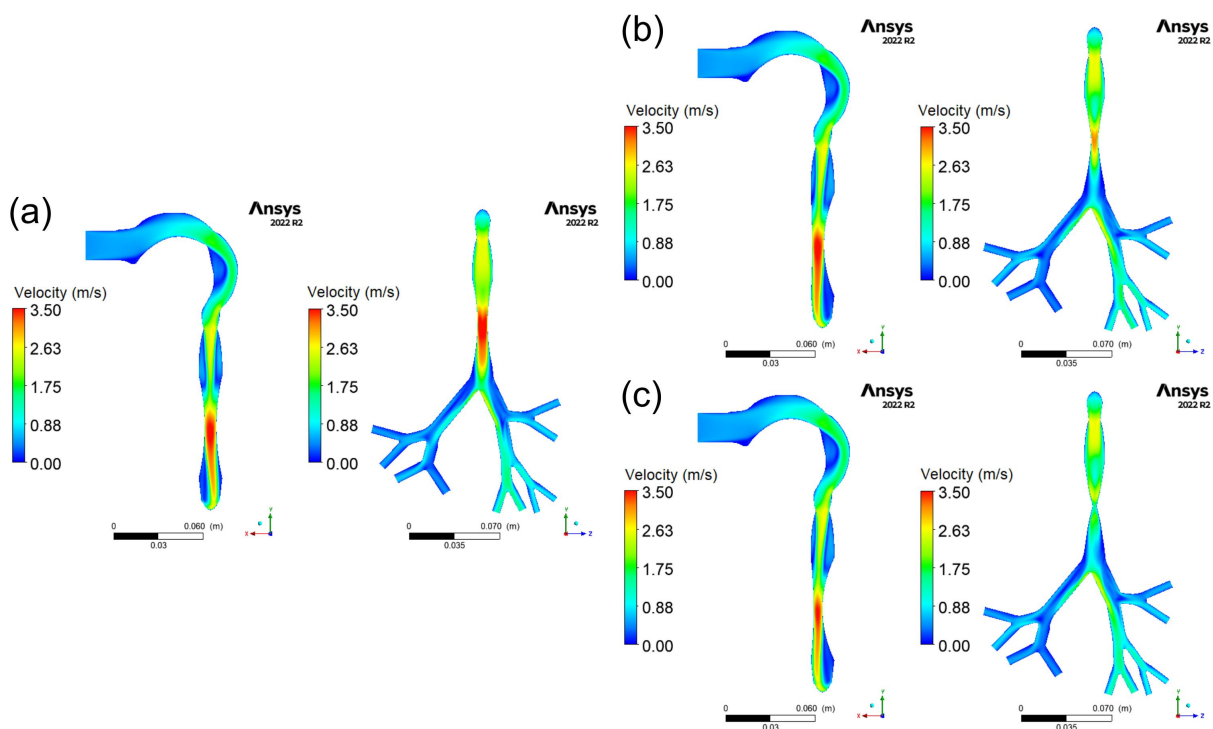 (a)
Ansys
2022 R2
Velocity (m/s)
3.50
2.63
1.75
0.88
0.00
0
0.060
(m)
0.03
Y
X
Ansys
2022 R2
Velocity (m/s)
3.50
2.63
1.75
0.88
0.00
0
0.070
(m)
0.035
Y
Z
(b)
Ansys
2022 R2
Velocity (m/s)
3.50
2.63
1.75
0.88
0.00
0
0.060
(m)
0.03
Y
X
Ansys
2022 R2
Velocity (m/s)
3.50
2.63
1.75
0.88
0.00
0
0.070
(m)
0.035
Y
Z
(c)
Ansys
2022 R2
Velocity (m/s)
3.50
2.63
1.75
0.88
0.00
0
0.060
(m)
0.03
Y
X
Ansys
2022 R2
Velocity (m/s)
3.50
2.63
1.75
0.88
0.00
0
0.070
(m)
0.035
Y
Z